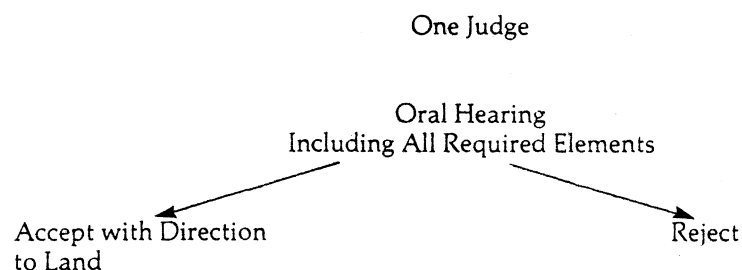 One Judge
Oral Hearing
Including All Required Elements
Accept with Direction
to Land
Reject